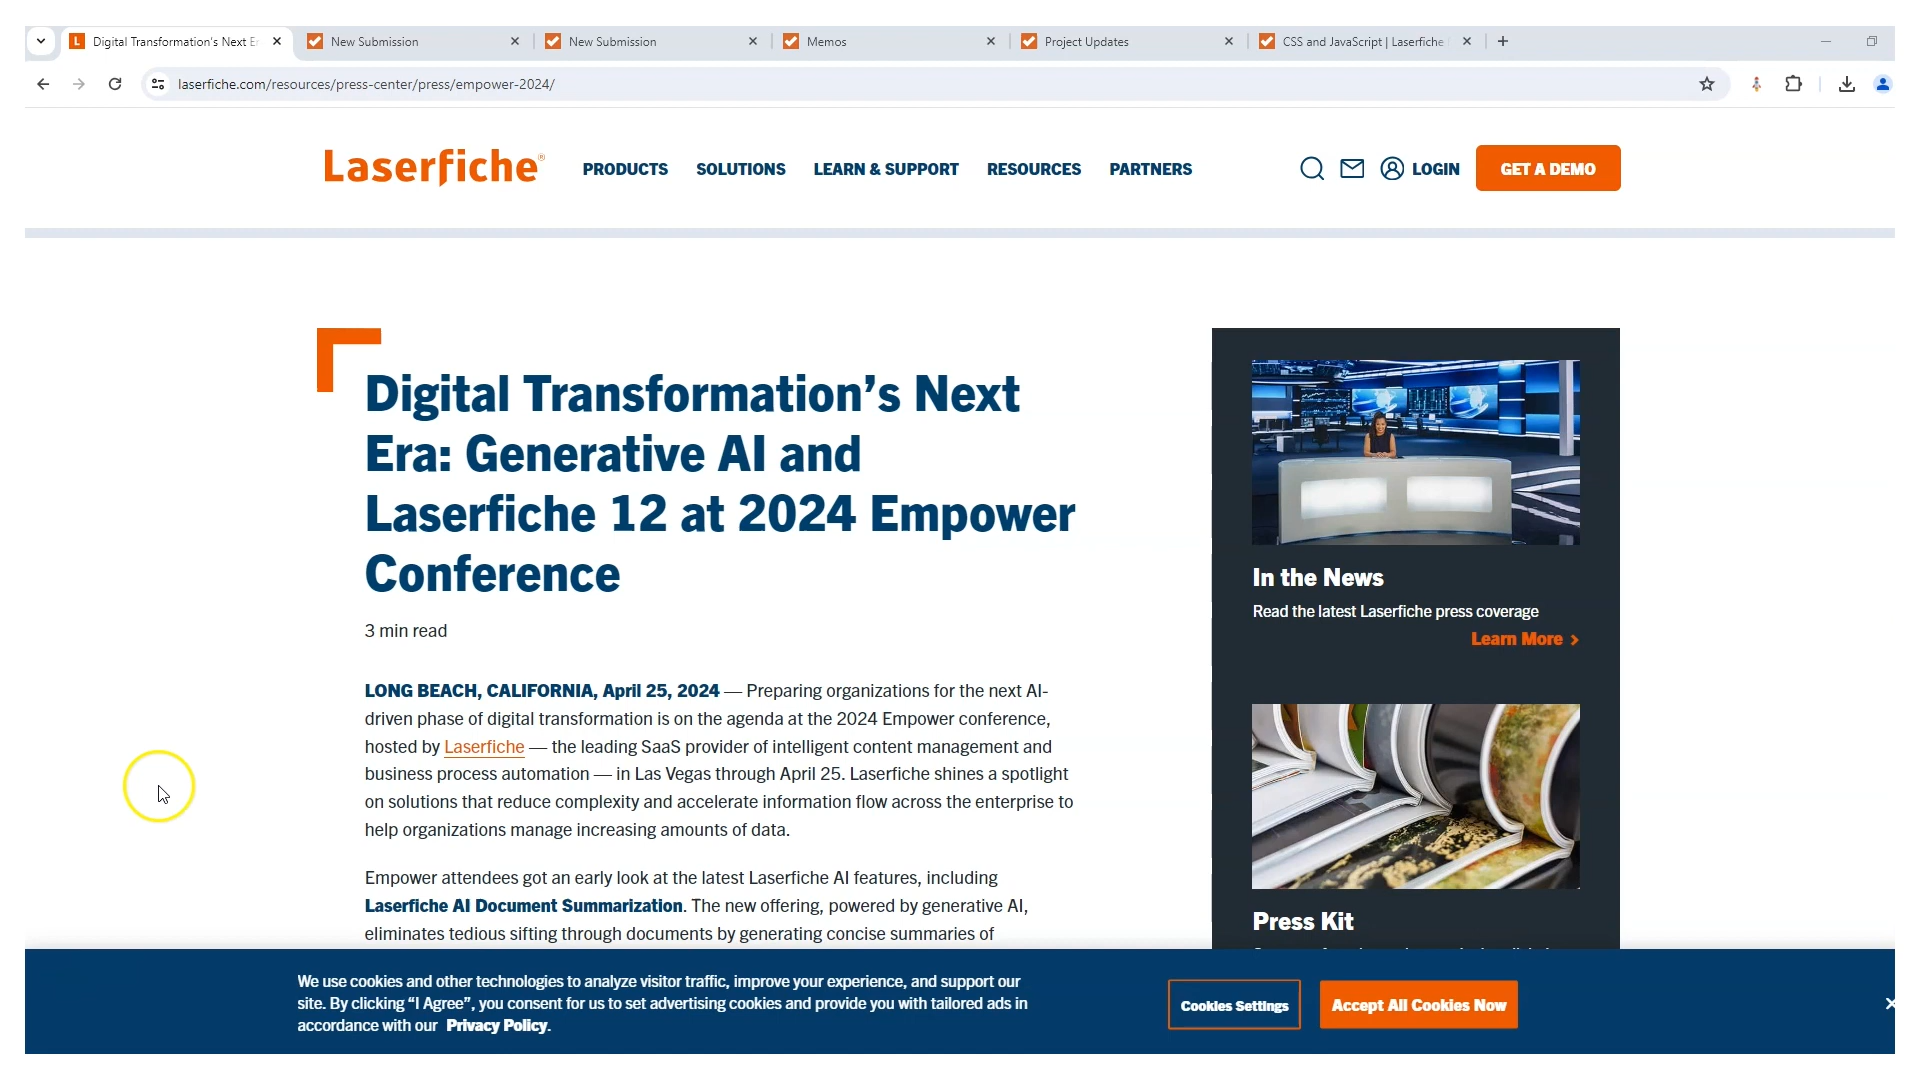 Digital Transformation's Next Er
New Submission
New Submission
Memos
Project Updates
CSS and JavaScript | Laserfiche
laserfiche.com/resources/press-center/press/empower-2024/
Laserfiche®
PRODUCTS
SOLUTIONS
LEARN & SUPPORT
RESOURCES
PARTNERS
LOGIN
GET A DEMO
Digital Transformation’s Next
Era: Generative AI and
Laserfiche 12 at 2024 Empower
Conference
3 min read
LONG BEACH, CALIFORNIA, April 25, 2024 — Preparing organizations for the next AI-
driven phase of digital transformation is on the agenda at the 2024 Empower conference,
hosted by Laserfiche — the leading SaaS provider of intelligent content management and
business process automation — in Las Vegas through April 25. Laserfiche shines a spotlight
on solutions that reduce complexity and accelerate information flow across the enterprise to
help organizations manage increasing amounts of data.
Empower attendees got an early look at the latest Laserfiche AI features, including
Laserfiche AI Document Summarization. The new offering, powered by generative AI,
eliminates tedious sifting through documents by generating concise summaries of
In the News
Read the latest Laserfiche press coverage
Learn More >
Press Kit
We use cookies and other technologies to analyze visitor traffic, improve your experience, and support our
site. By clicking “I Agree”, you consent for us to set advertising cookies and provide you with tailored ads in
accordance with our Privacy Policy.
Cookies Settings
Accept All Cookies Now